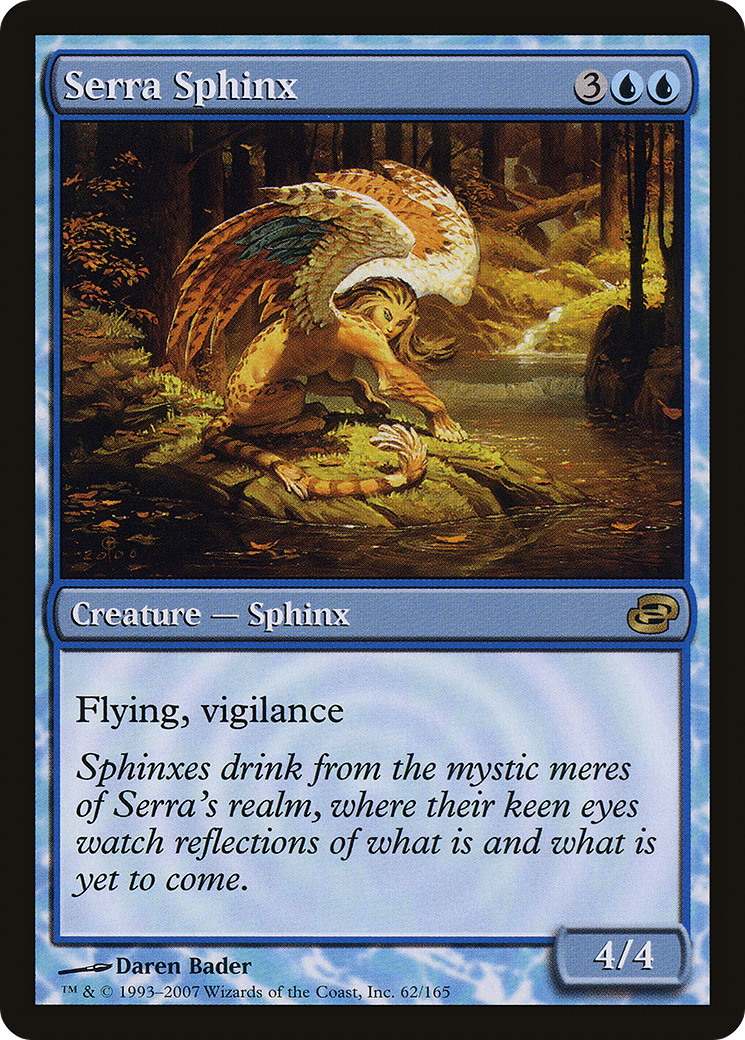 Serra Sphinx
3
2006
Creature — Sphinx
Flying, vigilance
Sphinxes drink from the mystic meres
of Serra's realm, where their keen eyes
watch reflections of what is and what is
yet to come.
4/4
Daren Bader
™ & © 1993–2007 Wizards of the Coast, Inc. 62/165